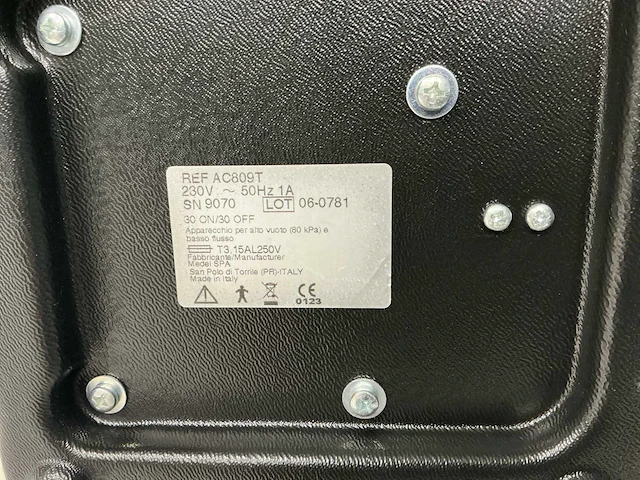 REF AC809T
230V ~ 50Hz 1A
SN 9070 LOT 06-0781
30 ON/30 OFF
Apparecchio per alto vuoto (80 kPa) e
basso flusso
T3,15AL250V
Fabbricante/Manufacturer
Medel SPA
San Polo di Torrile (PR)-ITALY
Made in Italy
CE
0123